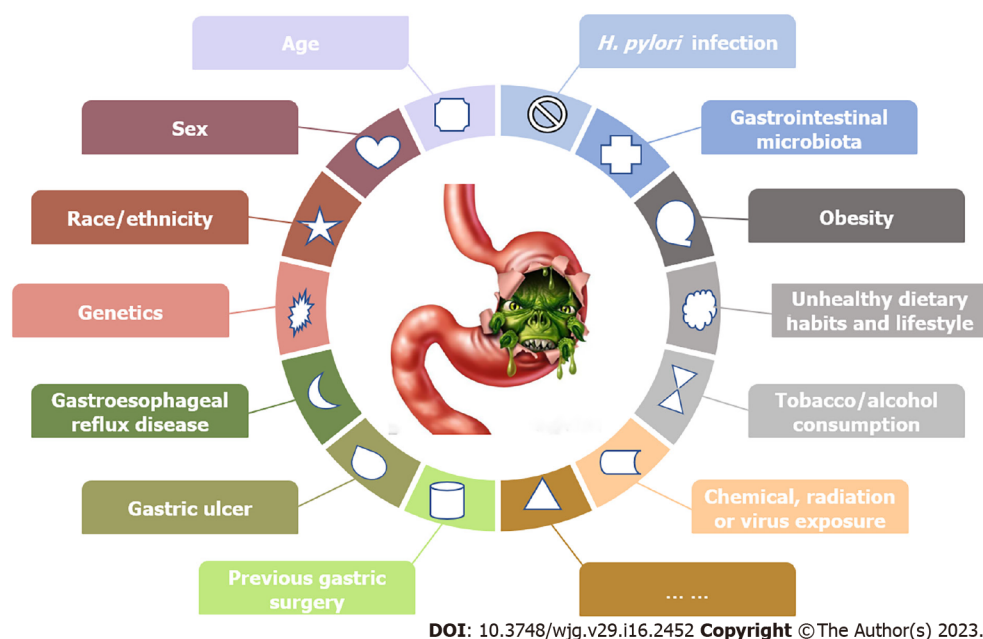 Age
H. pylori infection
Sex
Gastrointestinal
microbiota
Race/ethnicity
Obesity
Genetics
Unhealthy dietary
habits and lifestyle
Gastroesophageal
reflux disease
Tobacco/alcohol
consumption
Gastric ulcer
Chemical, radiation
or virus exposure
Previous gastric
surgery
... ...
DOI: 10.3748/wjg.v29.i16.2452 Copyright ©The Author(s) 2023.